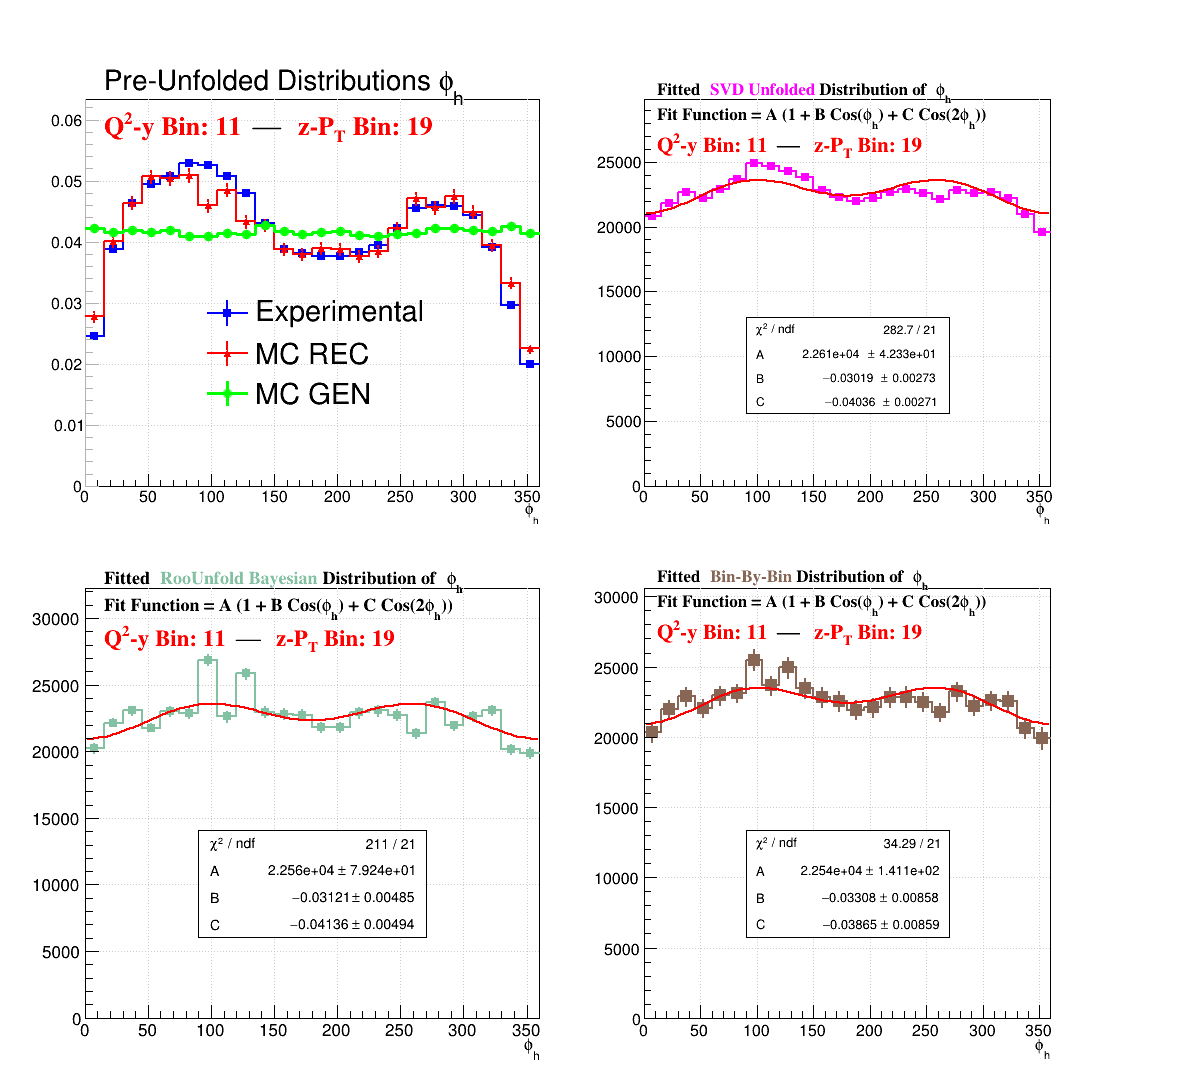 Pre-Unfolded Distributions ϕh
Q²-y Bin: 11 — z-PT Bin: 19
0.06
0.05
0.04
0.03
0.02
0.01
0
Experimental
MC REC
MC GEN
0 50 100 150 200 250 300 350
ϕh
Fitted SVD Unfolded Distribution of ϕh
Fit Function = A (1 + B Cos(ϕh) + C Cos(2ϕh))
Q²-y Bin: 11 — z-PT Bin: 19
25000
20000
15000
10000
5000
0
χ² / ndf 282.7 / 21
A 2.261e+04 ± 4.233e+01
B −0.03019 ± 0.00273
C −0.04036 ± 0.00271
0 50 100 150 200 250 300 350
ϕh
Fitted RooUnfold Bayesian Distribution of ϕh
Fit Function = A (1 + B Cos(ϕh) + C Cos(2ϕh))
Q²-y Bin: 11 — z-PT Bin: 19
30000
25000
20000
15000
10000
5000
0
χ² / ndf 211 / 21
A 2.256e+04 ± 7.924e+01
B −0.03121 ± 0.00485
C −0.04136 ± 0.00494
0 50 100 150 200 250 300 350
ϕh
Fitted Bin-By-Bin Distribution of ϕh
Fit Function = A (1 + B Cos(ϕh) + C Cos(2ϕh))
Q²-y Bin: 11 — z-PT Bin: 19
30000
25000
20000
15000
10000
5000
0
χ² / ndf 34.29 / 21
A 2.254e+04 ± 1.411e+02
B −0.03308 ± 0.00858
C −0.03865 ± 0.00859
0 50 100 150 200 250 300 350
ϕh